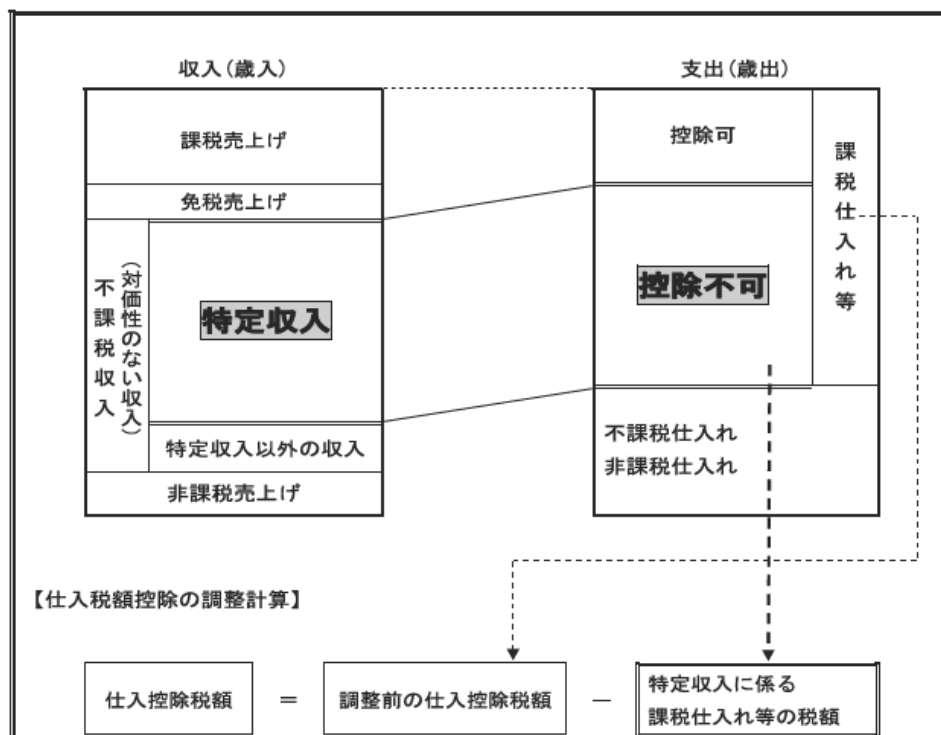 収入(歳入)
支出(歳出)
課税売上げ
免税売上げ
不課税収入
(対価性のない収入)
特定収入
特定収入以外の収入
非課税売上げ
控除可
控除不可
課税仕入れ等
不課税仕入れ
非課税仕入れ
【仕入税額控除の調整計算】
仕入控除税額
＝
調整前の仕入控除税額
－
特定収入に係る
課税仕入れ等の税額